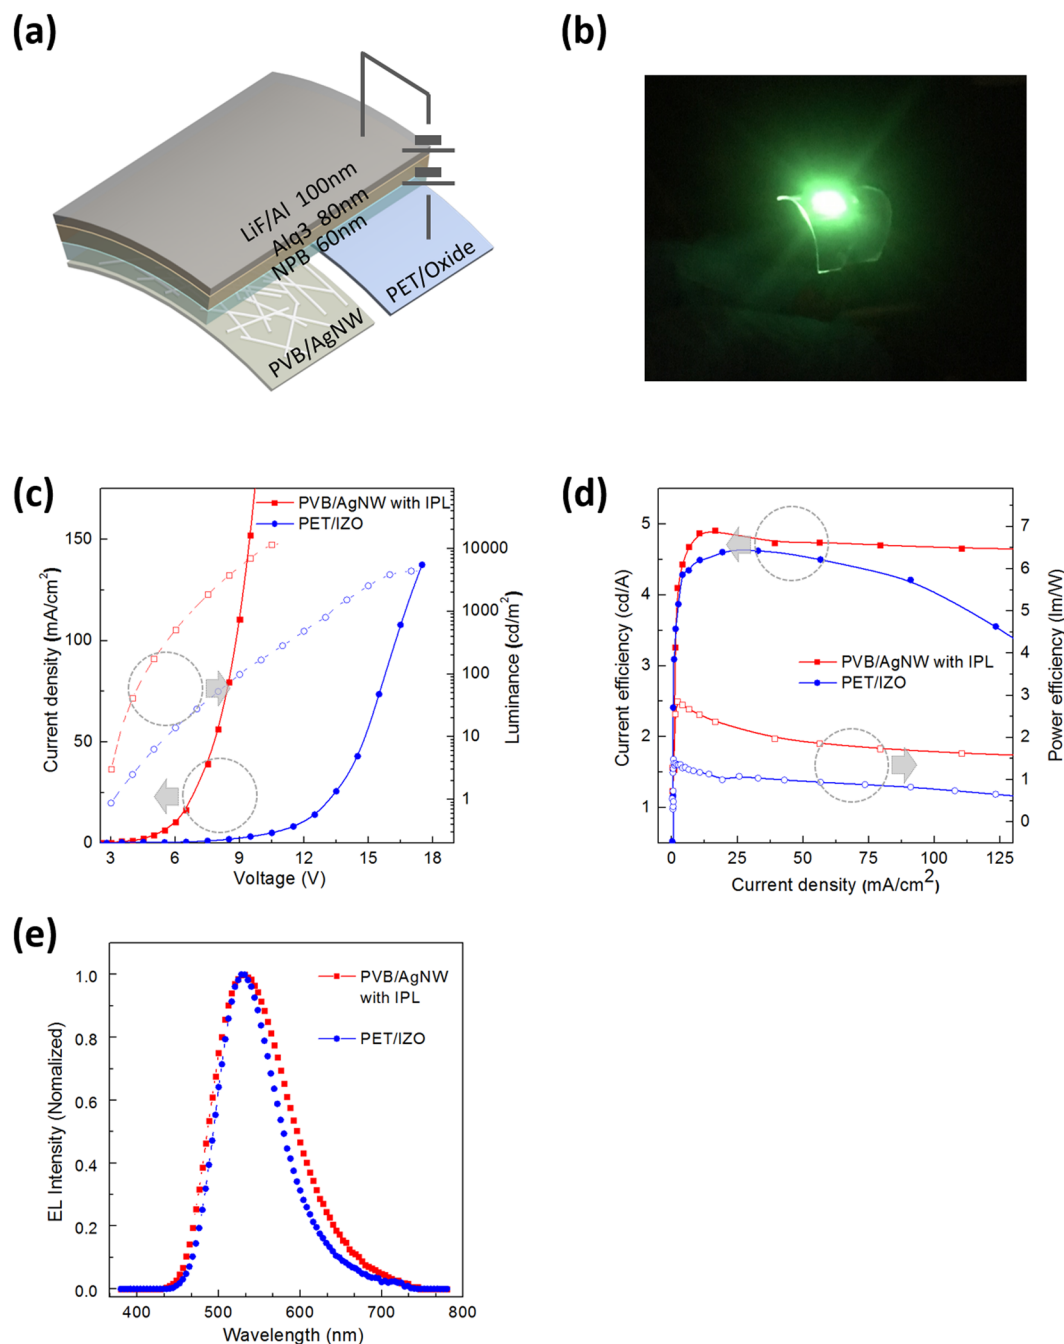 (a)
LiF/Al 100nm
Alq3 80nm
NPB 60nm
PET/Oxide
PVB/AgNW
(b)
(c)
PVB/AgNW with IPL
PET/IZO
Current density (mA/cm²)
150
100
50
0
Luminance (cd/m²)
10000
1000
100
10
1
3 6 9 12 15 18
Voltage (V)
(d)
Current efficiency (cd/A)
5
4
3
2
1
PVB/AgNW with IPL
PET/IZO
Power efficiency (lm/W)
7
6
5
4
3
2
1
0
0 25 50 75 100 125
Current density (mA/cm²)
(e)
EL Intensity (Nomalized)
1.0
0.8
0.6
0.4
0.2
0.0
PVB/AgNW
with IPL
PET/IZO
400 500 600 700 800
Wavelength (nm)